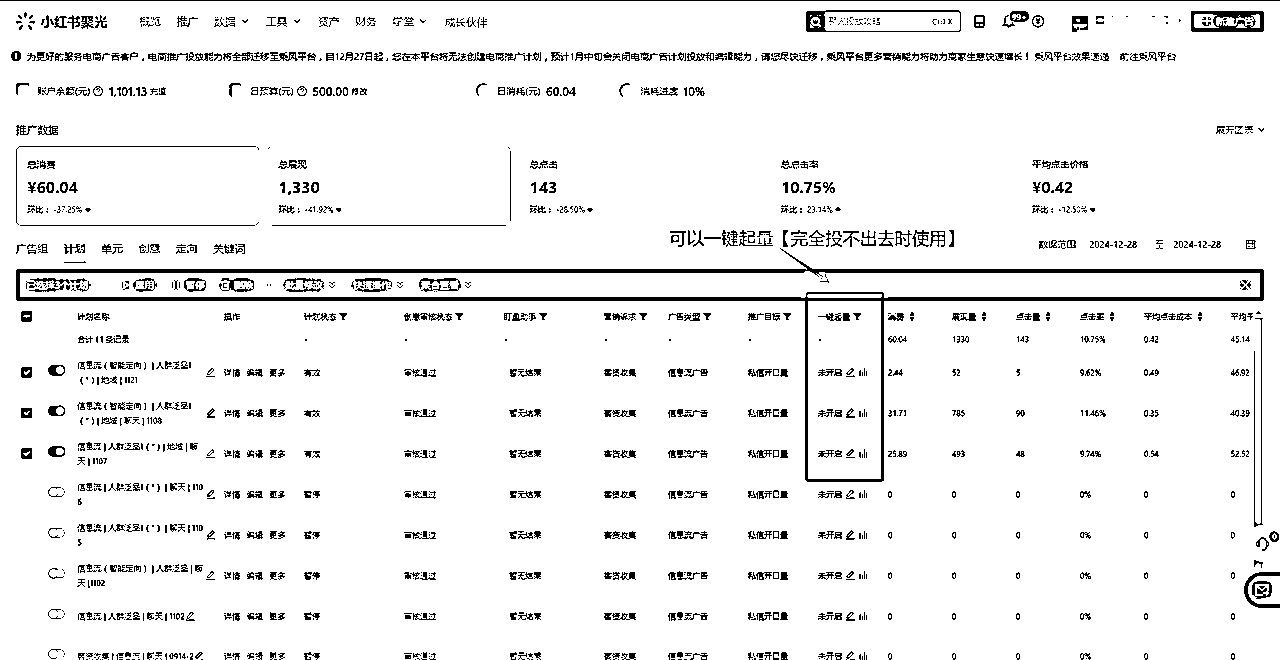 小红书聚光 概览 推广 数据 工具 资产 财务 学堂 成长伙伴 Ctrl X 99+ 新建广告
为更好的服务电商广告客户，电商推广投放能力将全部迁移至乘风平台，自12月27日起，您在本平台将无法创建电商推广计划，预计1月中旬会关闭电商广告计划投放和编辑能力，请您尽快迁移，乘风平台更多营销能力将助力商家生意快速增长！ 乘风平台效果速递 前往乘风平台
账户余额(元) 1,101.13 充值 日预算(元) 500.00 修改 日消耗(元) 60.04 消耗进度 10%
推广数据 展开图表
总消费 总展现 总点击 总点击率 平均点击价格
¥60.04 1,330 143 10.75% ¥0.42
环比： -37.25% 环比： -41.92% 环比： -28.50% 环比： 23.14% 环比： -12.50%
可以一键起量【完全投不出去时使用】
广告组 计划 单元 创意 定向 关键词 数据范围 2024-12-28 至 2024-12-28
已选择3个计划 启用 暂停 删除 批量修改 快速操作
计划名称 操作 计划状态 创意审核状态 盯盘助手 营销诉求 广告类型 推广目标 一键起量 消费 展现量 点击量 点击率 平均点击成本 平均千
合计 11 条记录 - - - - - - - 60.04 1330 143 10.75% 0.42 45.14
信息流（智能定向）| 人群泛呈I
（*）| 地域 | 1121 详情 编辑 更多 有效 审核通过 暂无结果 客资收集 信息流广告 私信开口量 未开启 2.44 52 5 9.62% 0.49 46.92
信息流（智能定向）| 人群泛呈I
（*）| 地域 | 聊天 | 1108 详情 编辑 更多 有效 审核通过 暂无结果 客资收集 信息流广告 私信开口量 未开启 31.71 785 90 11.46% 0.35 40.39
信息流 | 人群泛呈I（*）| 地域 | 聊
天 | 1107 详情 编辑 更多 有效 审核通过 暂无结果 客资收集 信息流广告 私信开口量 未开启 25.89 493 48 9.74% 0.54 52.52
信息流 | 人群泛呈I（*）| 聊天 | 110
6 详情 编辑 更多 暂停 审核通过 暂无结果 客资收集 信息流广告 私信开口量 未开启 0 0 0 0% 0 0
信息流 | 人群泛呈I（*）| 聊天 | 110
5 详情 编辑 更多 暂停 审核通过 暂无结果 客资收集 信息流广告 私信开口量 未开启 0 0 0 0% 0 0
信息流（智能定向）| 人群泛呈 | 聊
天 | 1102 详情 编辑 更多 暂停 审核通过 暂无结果 客资收集 信息流广告 私信开口量 未开启 0 0 0 0% 0 0
信息流 | 人群泛呈 | 聊天 | 1102 详情 编辑 更多 暂停 审核通过 暂无结果 客资收集 信息流广告 私信开口量 未开启 0 0 0 0% 0 0
客资收集 | 信息流 | 聊天 | 0914-2 详情 编辑 更多 暂停 审核通过 暂无结果 客资收集 信息流广告 私信开口量 未开启 0 0 0 0% 0 0